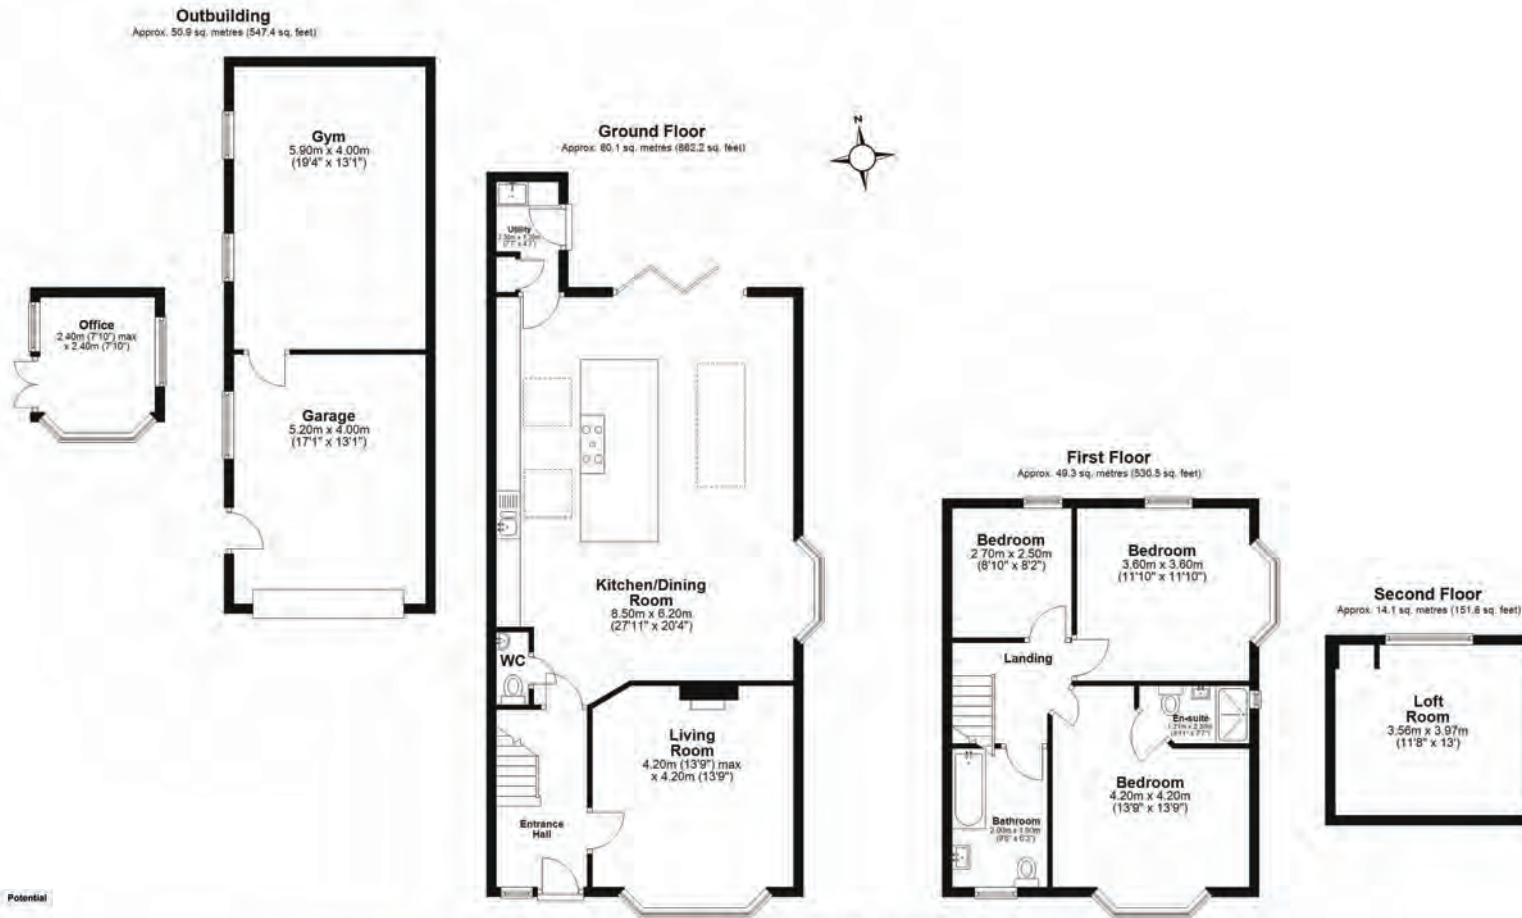 Outbuilding
Approx. 50.9 sq. metres (547.4 sq. feet)
Gym
5.90m x 4.00m
(19'4" x 13'1")
Office
2.40m (7'10") max
x 2.40m (7'10")
Garage
5.20m x 4.00m
(17'1" x 13'1")
Ground Floor
Approx. 80.1 sq. metres (862.2 sq. feet)
N
Utility
Kitchen/Dining
Room
8.50m x 6.20m
(27'11" x 20'4")
WC
Living
Room
4.20m (13'9") max
x 4.20m (13'9")
Entrance
Hall
First Floor
Approx. 49.3 sq. metres (530.5 sq. feet)
Bedroom
2.70m x 2.50m
(8'10" x 8'2")
Bedroom
3.60m x 3.60m
(11'10" x 11'10")
Landing
En-suite
Bedroom
4.20m x 4.20m
(13'9" x 13'9")
Bathroom
Second Floor
Approx. 14.1 sq. metres (151.6 sq. feet)
Loft
Room
3.56m x 3.97m
(11'8" x 13')
Potential